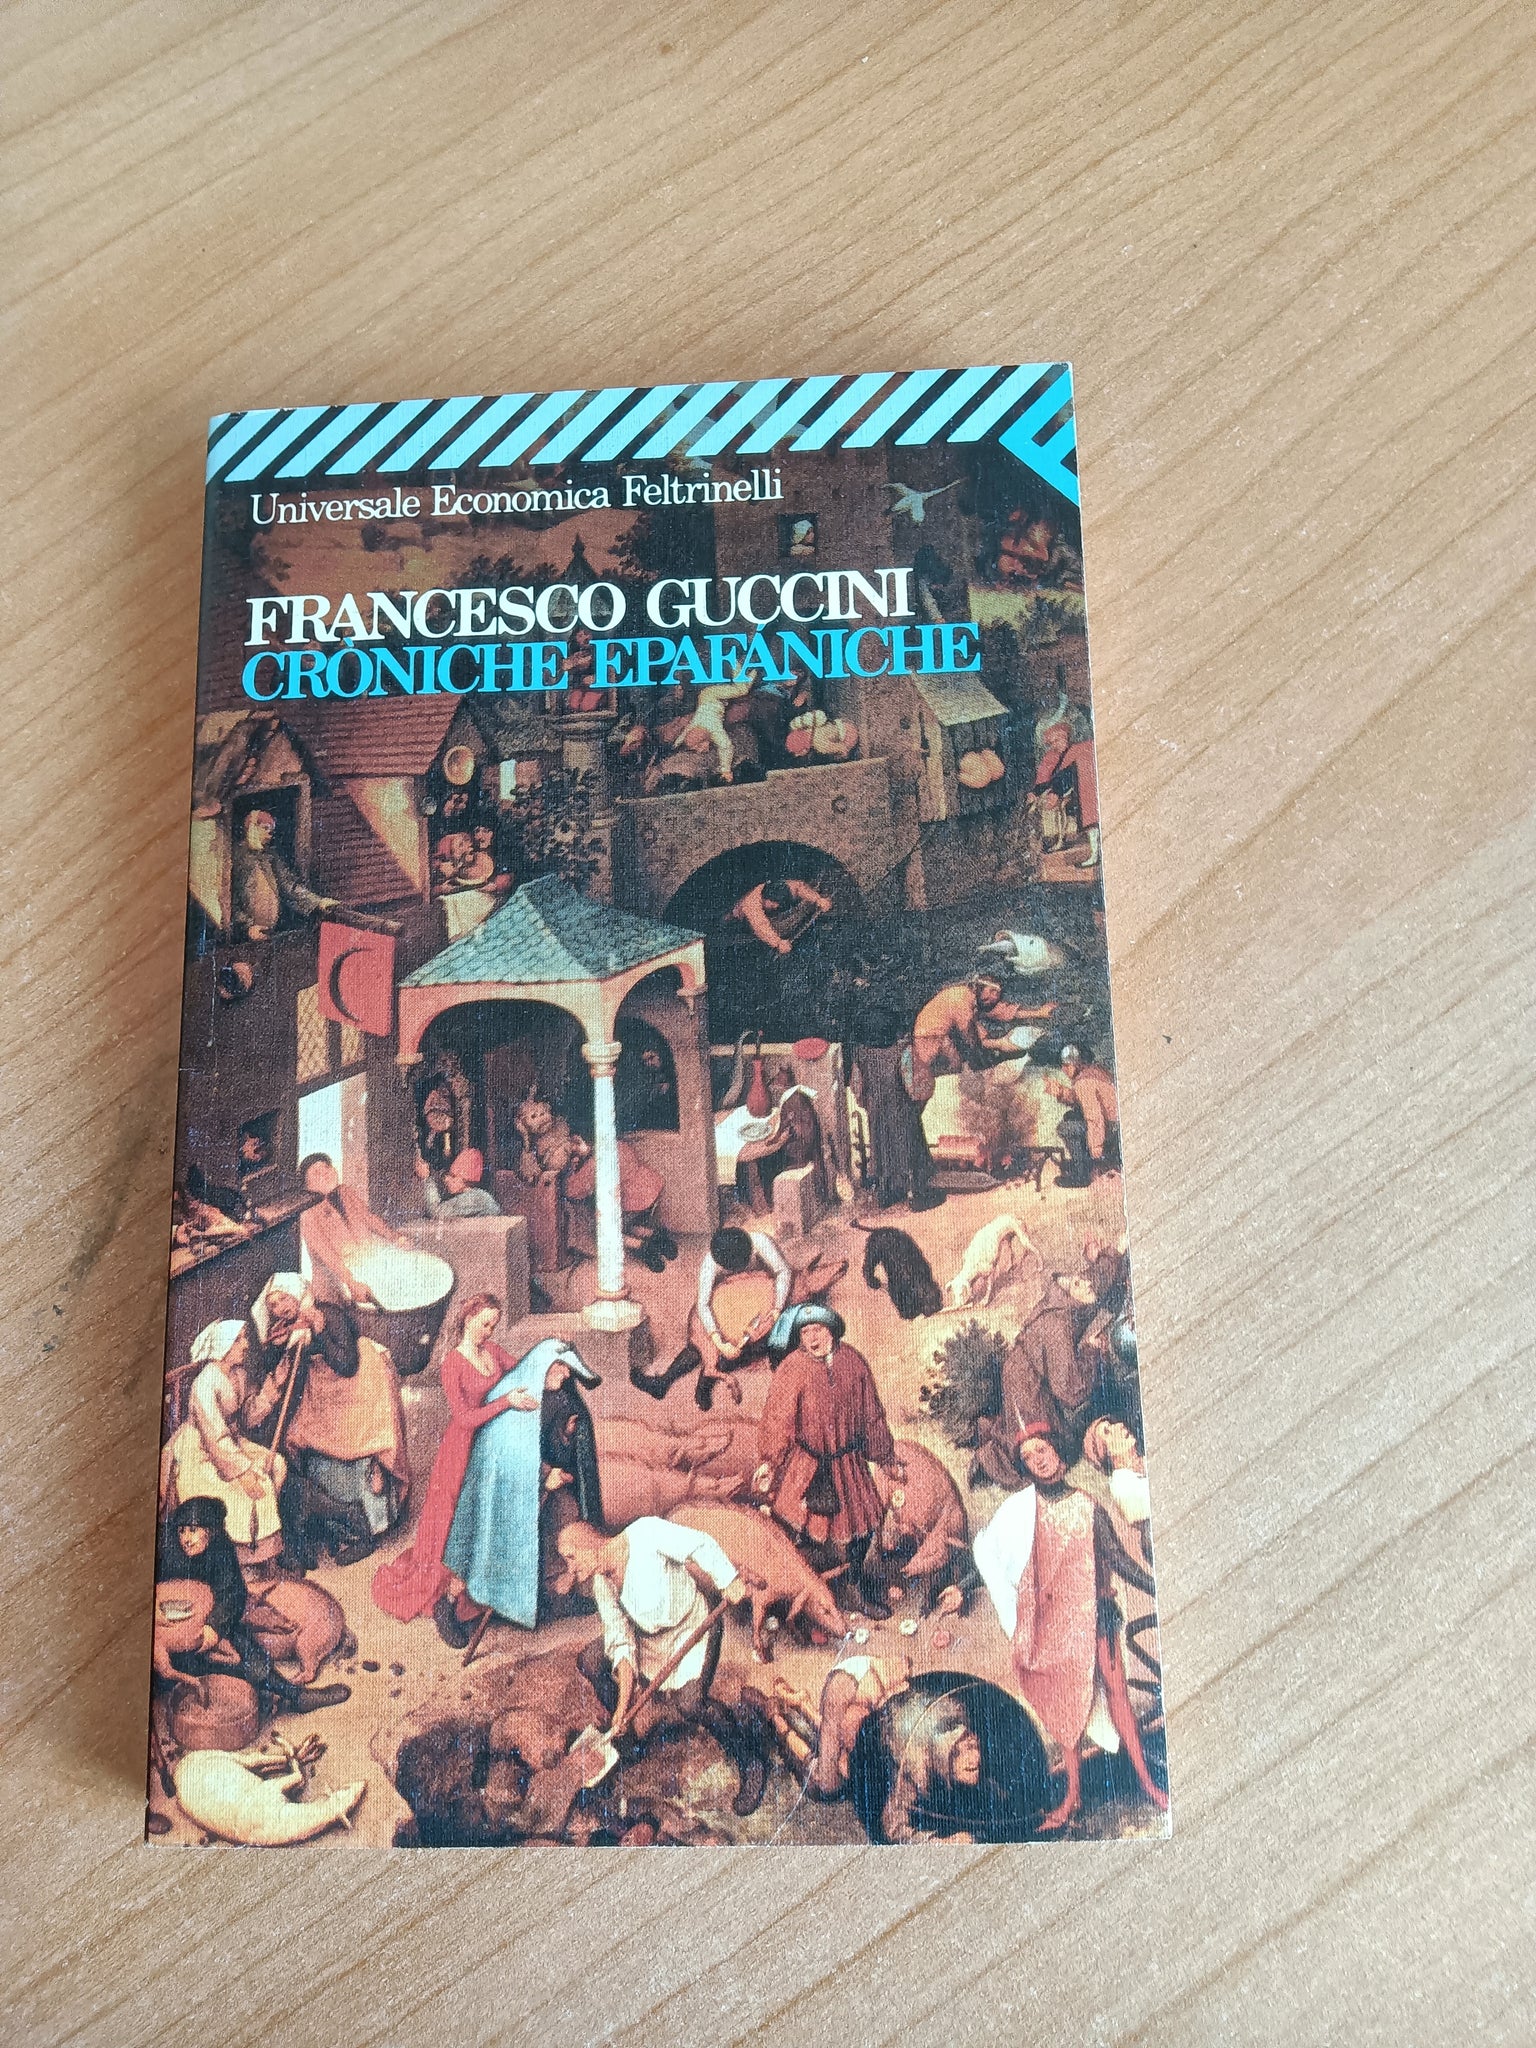 Universale Economica Feltrinelli
FRANCESCO GUCCINI
CRÒNICHE EPAFÁNICHE